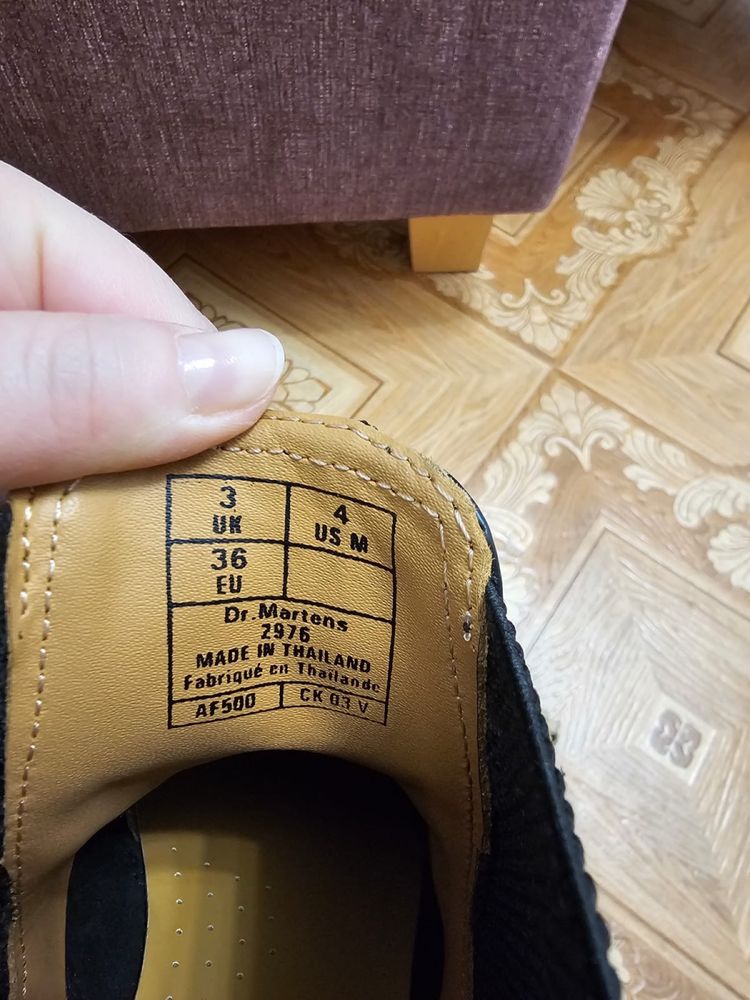 3 4
UK US M
36
EU
Dr.Martens
2976
MADE IN THAILAND
Fabriqué en Thaïlande
AF500 CK 03 V